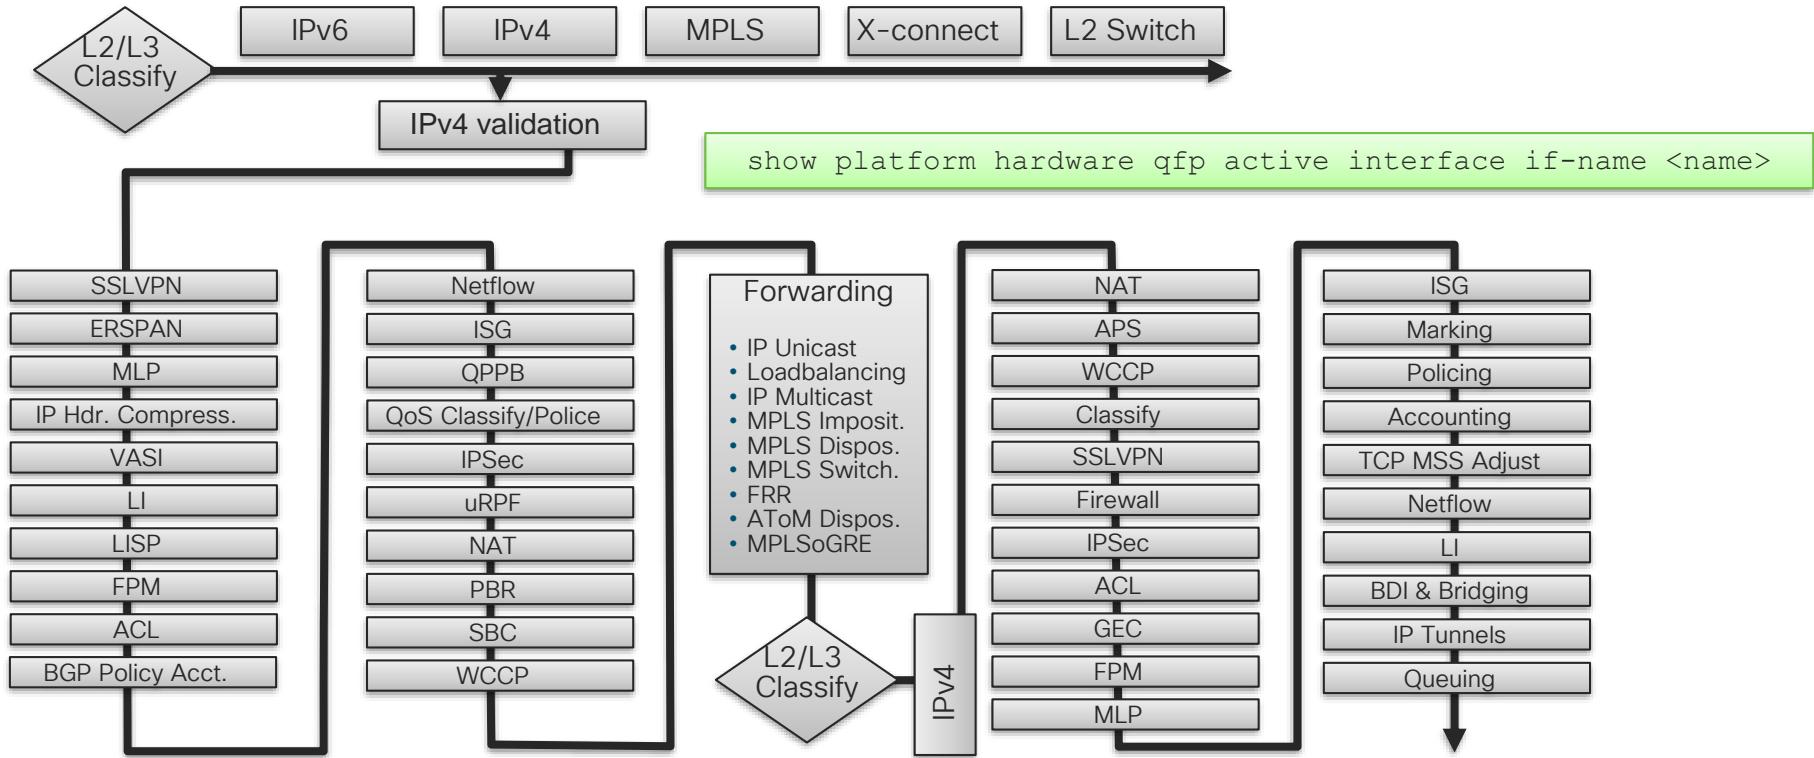 L2/L3
Classify
IPv6
IPv4
MPLS
X-connect
L2 Switch
IPv4 validation
show platform hardware qfp active interface if-name <name>
SSLVPN
ERSPAN
MLP
IP Hdr. Compress.
VASI
LI
LISP
FPM
ACL
BGP Policy Acct.
Netflow
ISG
QPPB
QoS Classify/Police
IPSec
uRPF
NAT
PBR
SBC
WCCP
Forwarding
• IP Unicast
• Loadbalancing
• IP Multicast
• MPLS Imposit.
• MPLS Dispos.
• MPLS Switch.
• FRR
• AToM Dispos.
• MPLSoGRE
L2/L3
Classify
IPv4
NAT
APS
WCCP
Classify
SSLVPN
Firewall
IPSec
ACL
GEC
FPM
MLP
ISG
Marking
Policing
Accounting
TCP MSS Adjust
Netflow
LI
BDI & Bridging
IP Tunnels
Queuing